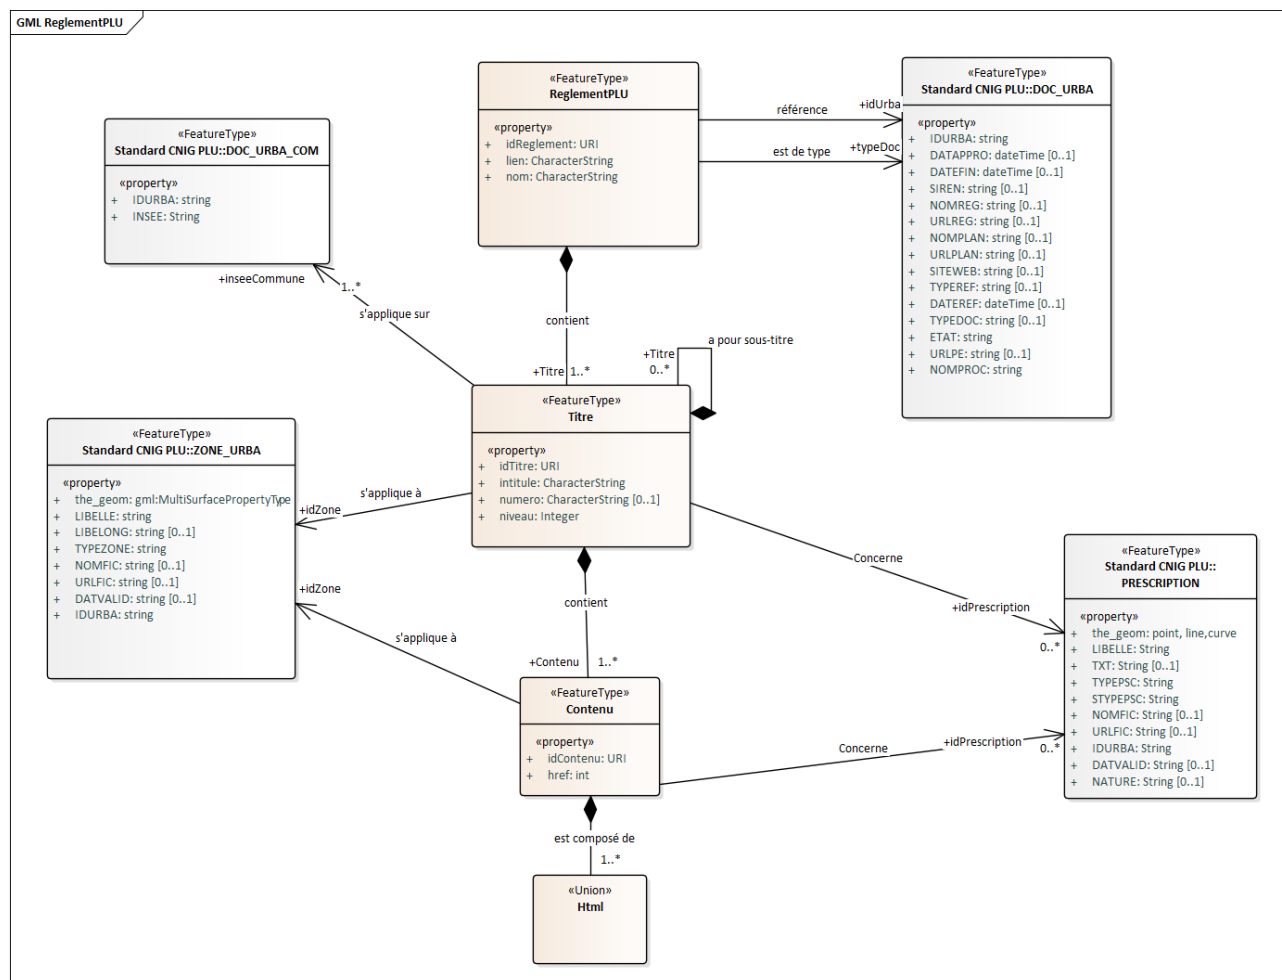 GML ReglementPLU
«FeatureType»
ReglementPLU
«property»
+ idReglement: URI
+ lien: CharacterString
+ nom: CharacterString
référence
+idUrba
est de type
+typeDoc
«FeatureType»
Standard CNIG PLU::DOC_URBA
«property»
+ IDURBA: string
+ DATAPPRO: dateTime [0..1]
+ DATEFIN: dateTime [0..1]
+ SIREN: string [0..1]
+ NOMREG: string [0..1]
+ URLREG: string [0..1]
+ NOMPLAN: string [0..1]
+ URLPLAN: string [0..1]
+ SITEWEB: string [0..1]
+ TYPEREF: string [0..1]
+ DATEREF: dateTime [0..1]
+ TYPEDOC: string [0..1]
+ ETAT: string
+ URLPE: string [0..1]
+ NOMPROC: string
«FeatureType»
Standard CNIG PLU::DOC_URBA_COM
«property»
+ IDURBA: string
+ INSEE: String
+inseeCommune
1..*
s'applique sur
contient
+Titre
1..*
a pour sous-titre
+Titre
0..*
«FeatureType»
Titre
«property»
+ idTitre: URI
+ intitule: CharacterString
+ numero: CharacterString [0..1]
+ niveau: Integer
«FeatureType»
Standard CNIG PLU::ZONE_URBA
«property»
+ the_geom: gml:MultiSurfacePropertyType
+ LIBELLE: string
+ LIBELONG: string [0..1]
+ TYPEZONE: string
+ NOMFIC: string [0..1]
+ URLFIC: string [0..1]
+ DATVALID: string [0..1]
+ IDURBA: string
s'applique à
+idZone
+idZone
s'applique à
contient
+Contenu
1..*
Concerne
+idPrescription
0..*
«FeatureType»
Standard CNIG PLU::
PRESCRIPTION
«property»
+ the_geom: point, line,curve
+ LIBELLE: String
+ TXT: String [0..1]
+ TYPEPSC: String
+ STYPEPSC: String
+ NOMFIC: String [0..1]
+ URLFIC: String [0..1]
+ IDURBA: String
+ DATVALID: String [0..1]
+ NATURE: String [0..1]
«FeatureType»
Contenu
«property»
+ idContenu: URI
+ href: int
Concerne
+idPrescription
0..*
est composé de
1..*
«Union»
Html